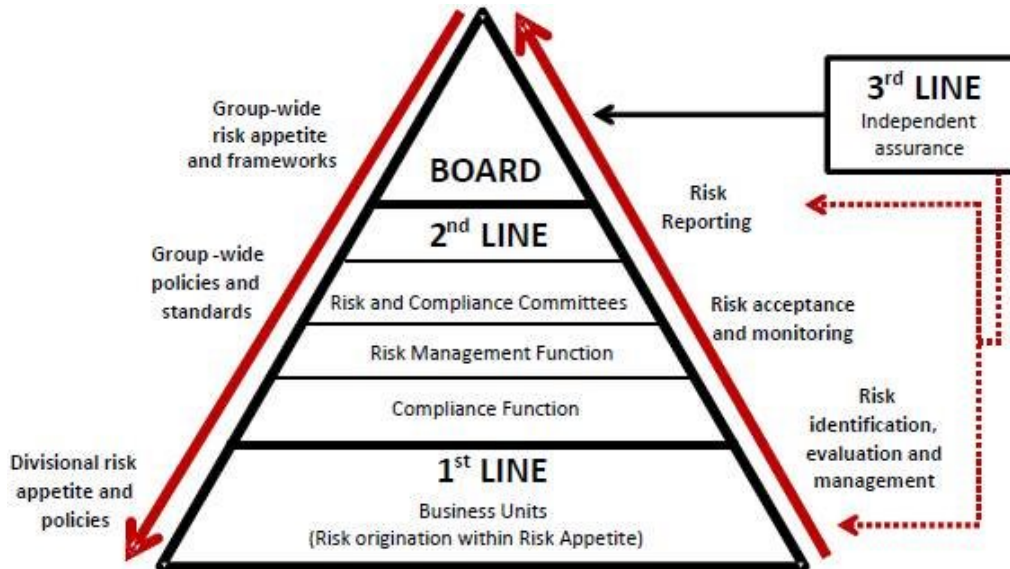 Group-wide
risk appetite
and frameworks
Group -wide
policies and
standards
Divisional risk
appetite and
policies
BOARD
2nd LINE
Risk and Compliance Committees
Risk Management Function
Compliance Function
1st LINE
Business Units
(Risk origination within Risk Appetite)
3rd LINE
Independent
assurance
Risk
Reporting
Risk acceptance
and monitoring
Risk
identification,
evaluation and
management